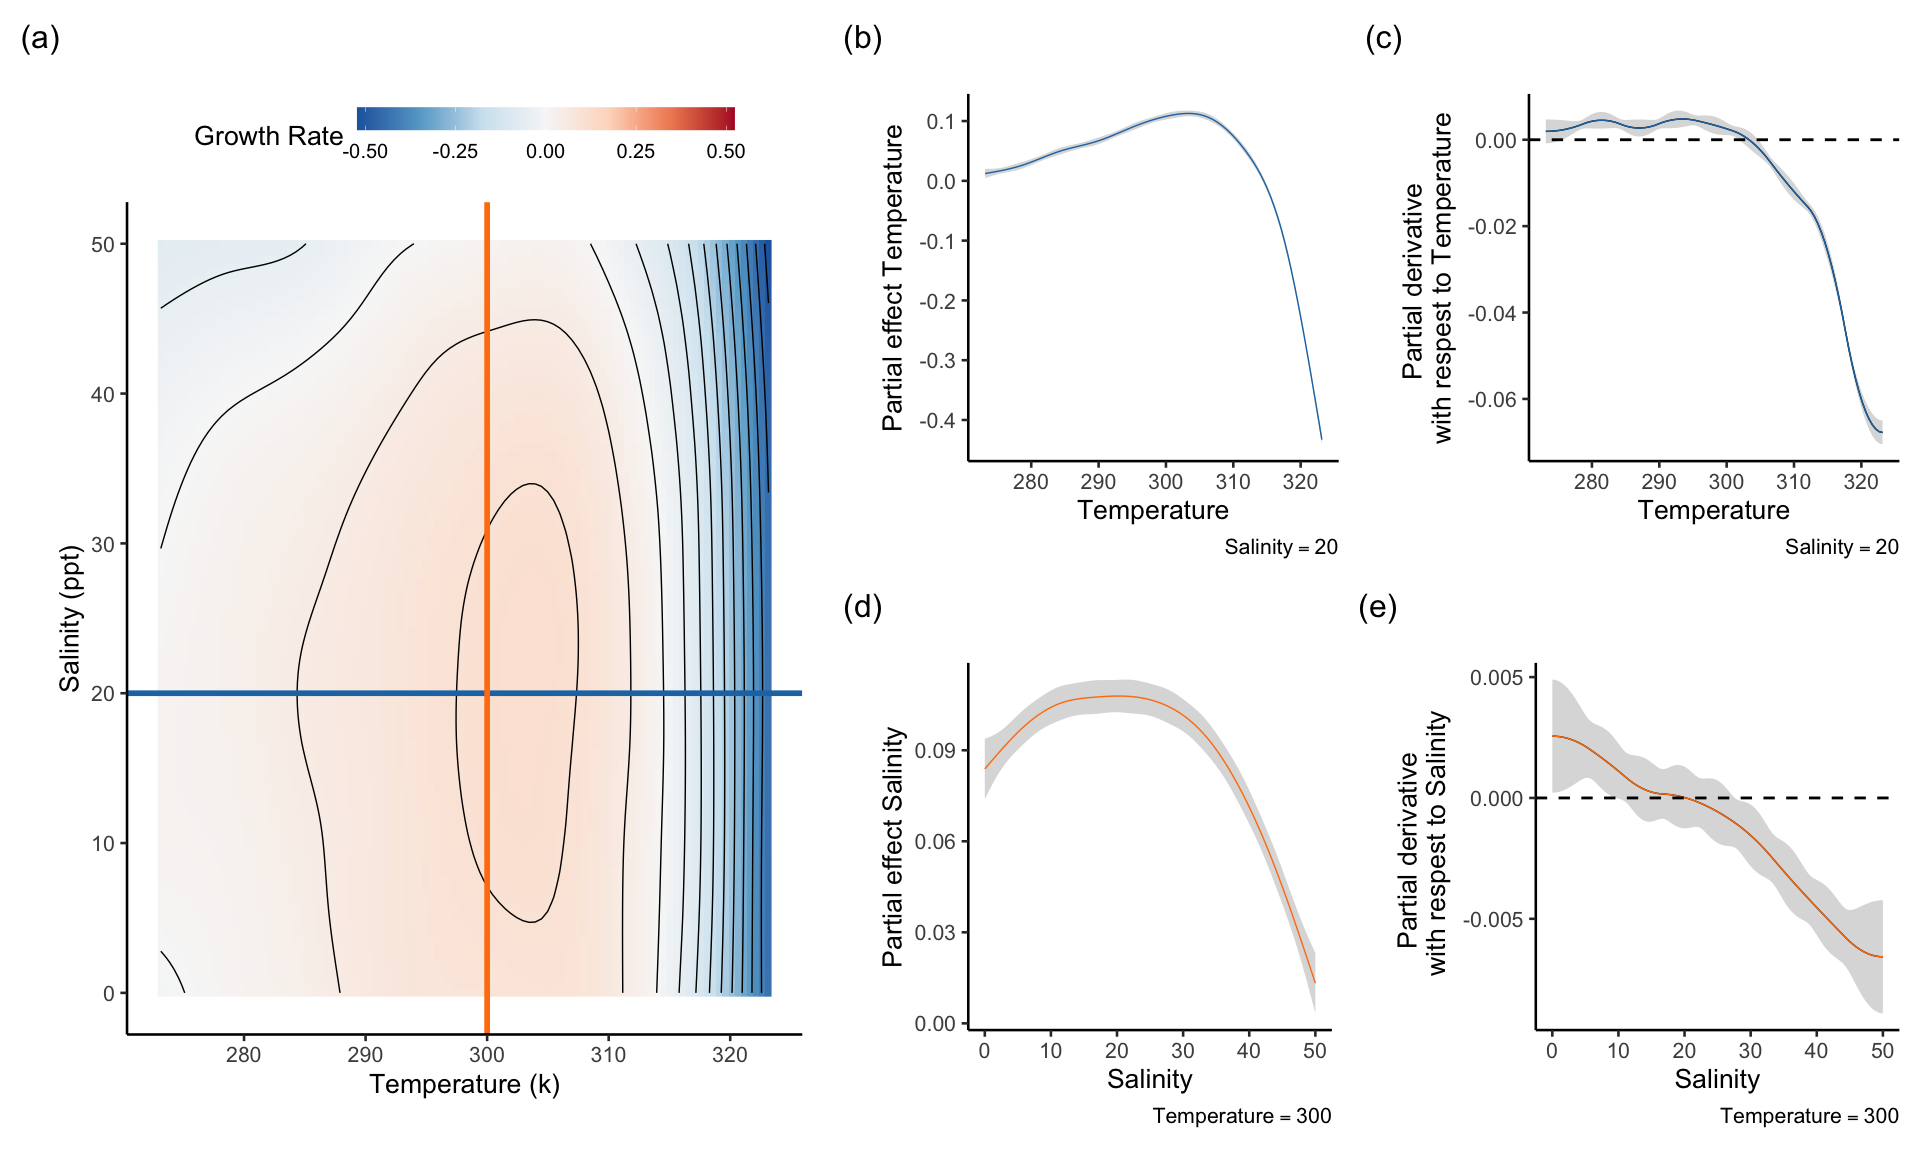 (a)
Growth Rate
-0.50 -0.25 0.00 0.25 0.50
50
40
30
20
10
0
Salinity (ppt)
280 290 300 310 320
Temperature (k)
(b)
0.1
0.0
-0.1
-0.2
-0.3
-0.4
Partial effect Temperature
280 290 300 310 320
Temperature
Salinity = 20
(c)
0.00
-0.02
-0.04
-0.06
Partial derivative
with respest to Temperature
280 290 300 310 320
Temperature
Salinity = 20
(d)
0.09
0.06
0.03
0.00
Partial effect Salinity
0 10 20 30 40 50
Salinity
Temperature = 300
(e)
0.005
0.000
-0.005
Partial derivative
with respest to Salinity
0 10 20 30 40 50
Salinity
Temperature = 300